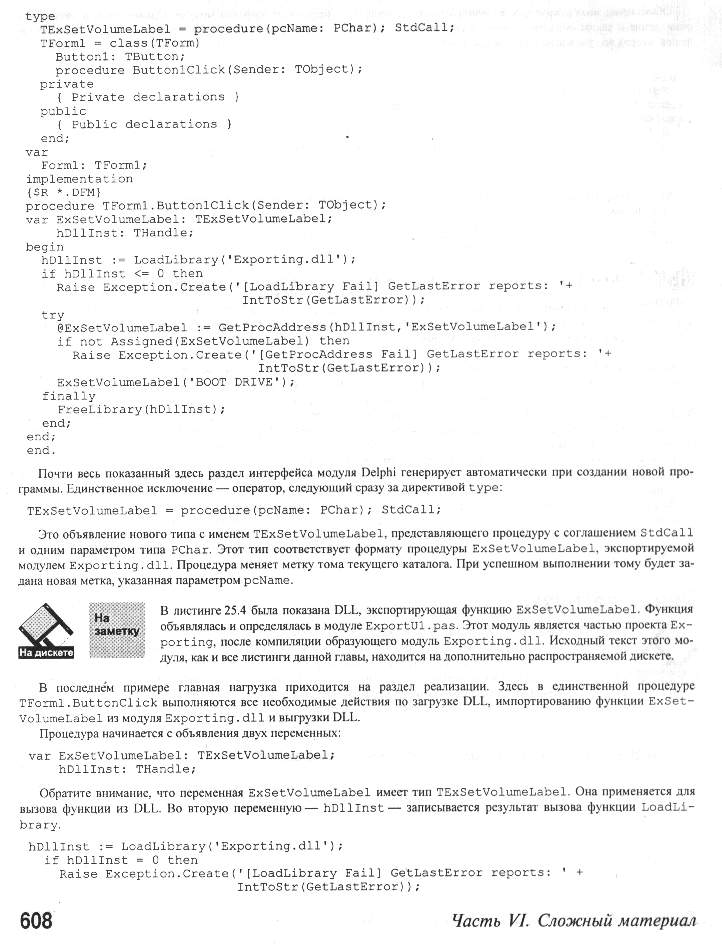 type
TExSetVolumeLabel = procedure(pcName: PChar); StdCall;
TForm1 = class(TForm)
Button1: TButton;
procedure Button1Click(Sender: TObject);
private
{ Private declarations }
public
{ Public declarations }
end;
var
Form1: TForm1;
implementation
{$R *.DFM}
procedure TForm1.Button1Click(Sender: TObject);
var ExSetVolumeLabel: TExSetVolumeLabel;
hDllInst: THandle;
begin
hDllInst := LoadLibrary('Exporting.dll');
if hDllInst <= 0 then
Raise Exception.Create('[LoadLibrary Fail] GetLastError reports: '+
IntToStr(GetLastError));
try
@ExSetVolumeLabel := GetProcAddress(hDllInst,'ExSetVolumeLabel');
if not Assigned(ExSetVolumeLabel) then
Raise Exception.Create('[GetProcAddress Fail] GetLastError reports: '+
IntToStr(GetLastError));
ExSetVolumeLabel('BOOT DRIVE');
finally
FreeLibrary(hDllInst);
end;
end;
end.
Почти весь показанный здесь раздел интерфейса модуля Delphi генерирует автоматически при создании новой про-
граммы. Единственное исключение — оператор, следующий сразу за директивой type:
TExSetVolumeLabel = procedure(pcName: PChar); StdCall;
Это объявление нового типа с именем TExSetVolumeLabel, представляющего процедуру с соглашением StdCall
и одним параметром типа PChar. Этот тип соответствует формату процедуры ExSetVolumeLabel, экспортируемой
модулем Exporting.dll. Процедура меняет метку тома текущего каталога. При успешном выполнении тому будет за-
дана новая метка, указанная параметром pcName.
На дискете
На
заметку
В листинге 25.4 была показана DLL, экспортирующая функцию ExSetVolumeLabel. Функция
объявлялась и определялась в модуле ExportU1.pas. Этот модуль является частью проекта Ex-
porting, после компиляции образующего модуль Exporting.dll. Исходный текст этого мо-
дуля, как и все листинги данной главы, находится на дополнительно распространяемой дискете.
В последнем примере главная нагрузка приходится на раздел реализации. Здесь в единственной процедуре
TForm1.ButtonClick выполняются все необходимые действия по загрузке DLL, импортированию функции ExSet-
VolumeLabel из модуля Exporting.dll и выгрузки DLL.
Процедура начинается с объявления двух переменных:
var ExSetVolumeLabel: TExSetVolumeLabel;
hDllInst: THandle;
Обратите внимание, что переменная ExSetVolumeLabel имеет тип TExSetVolumeLabel. Она применяется для
вызова функции из DLL. Во вторую переменную — hDllInst — записывается результат вызова функции LoadLi-
brary.
hDllInst := LoadLibrary('Exporting.dll');
if hDllInst = 0 then
Raise Exception.Create('[LoadLibrary Fail] GetLastError reports: ' +
IntToStr(GetLastError));
608
Часть VI. Сложный материал